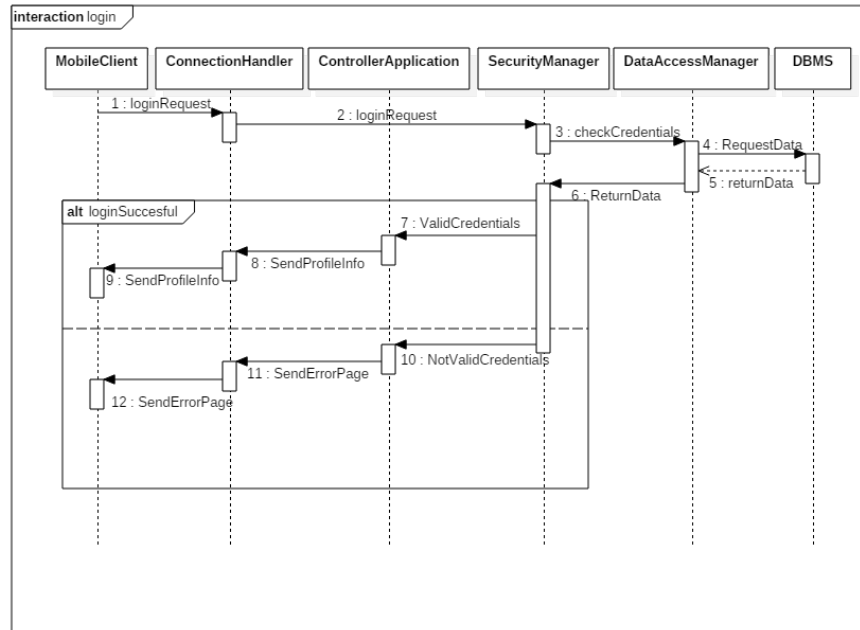 interaction login
MobileClient
ConnectionHandler
ControllerApplication
SecurityManager
DataAccessManager
DBMS
1 : loginRequest
2 : loginRequest
3 : checkCredentials
4 : RequestData
5 : returnData
6 : ReturnData
alt loginSuccesful
7 : ValidCredentials
8 : SendProfileInfo
9 : SendProfileInfo
10 : NotValidCredentials
11 : SendErrorPage
12 : SendErrorPage